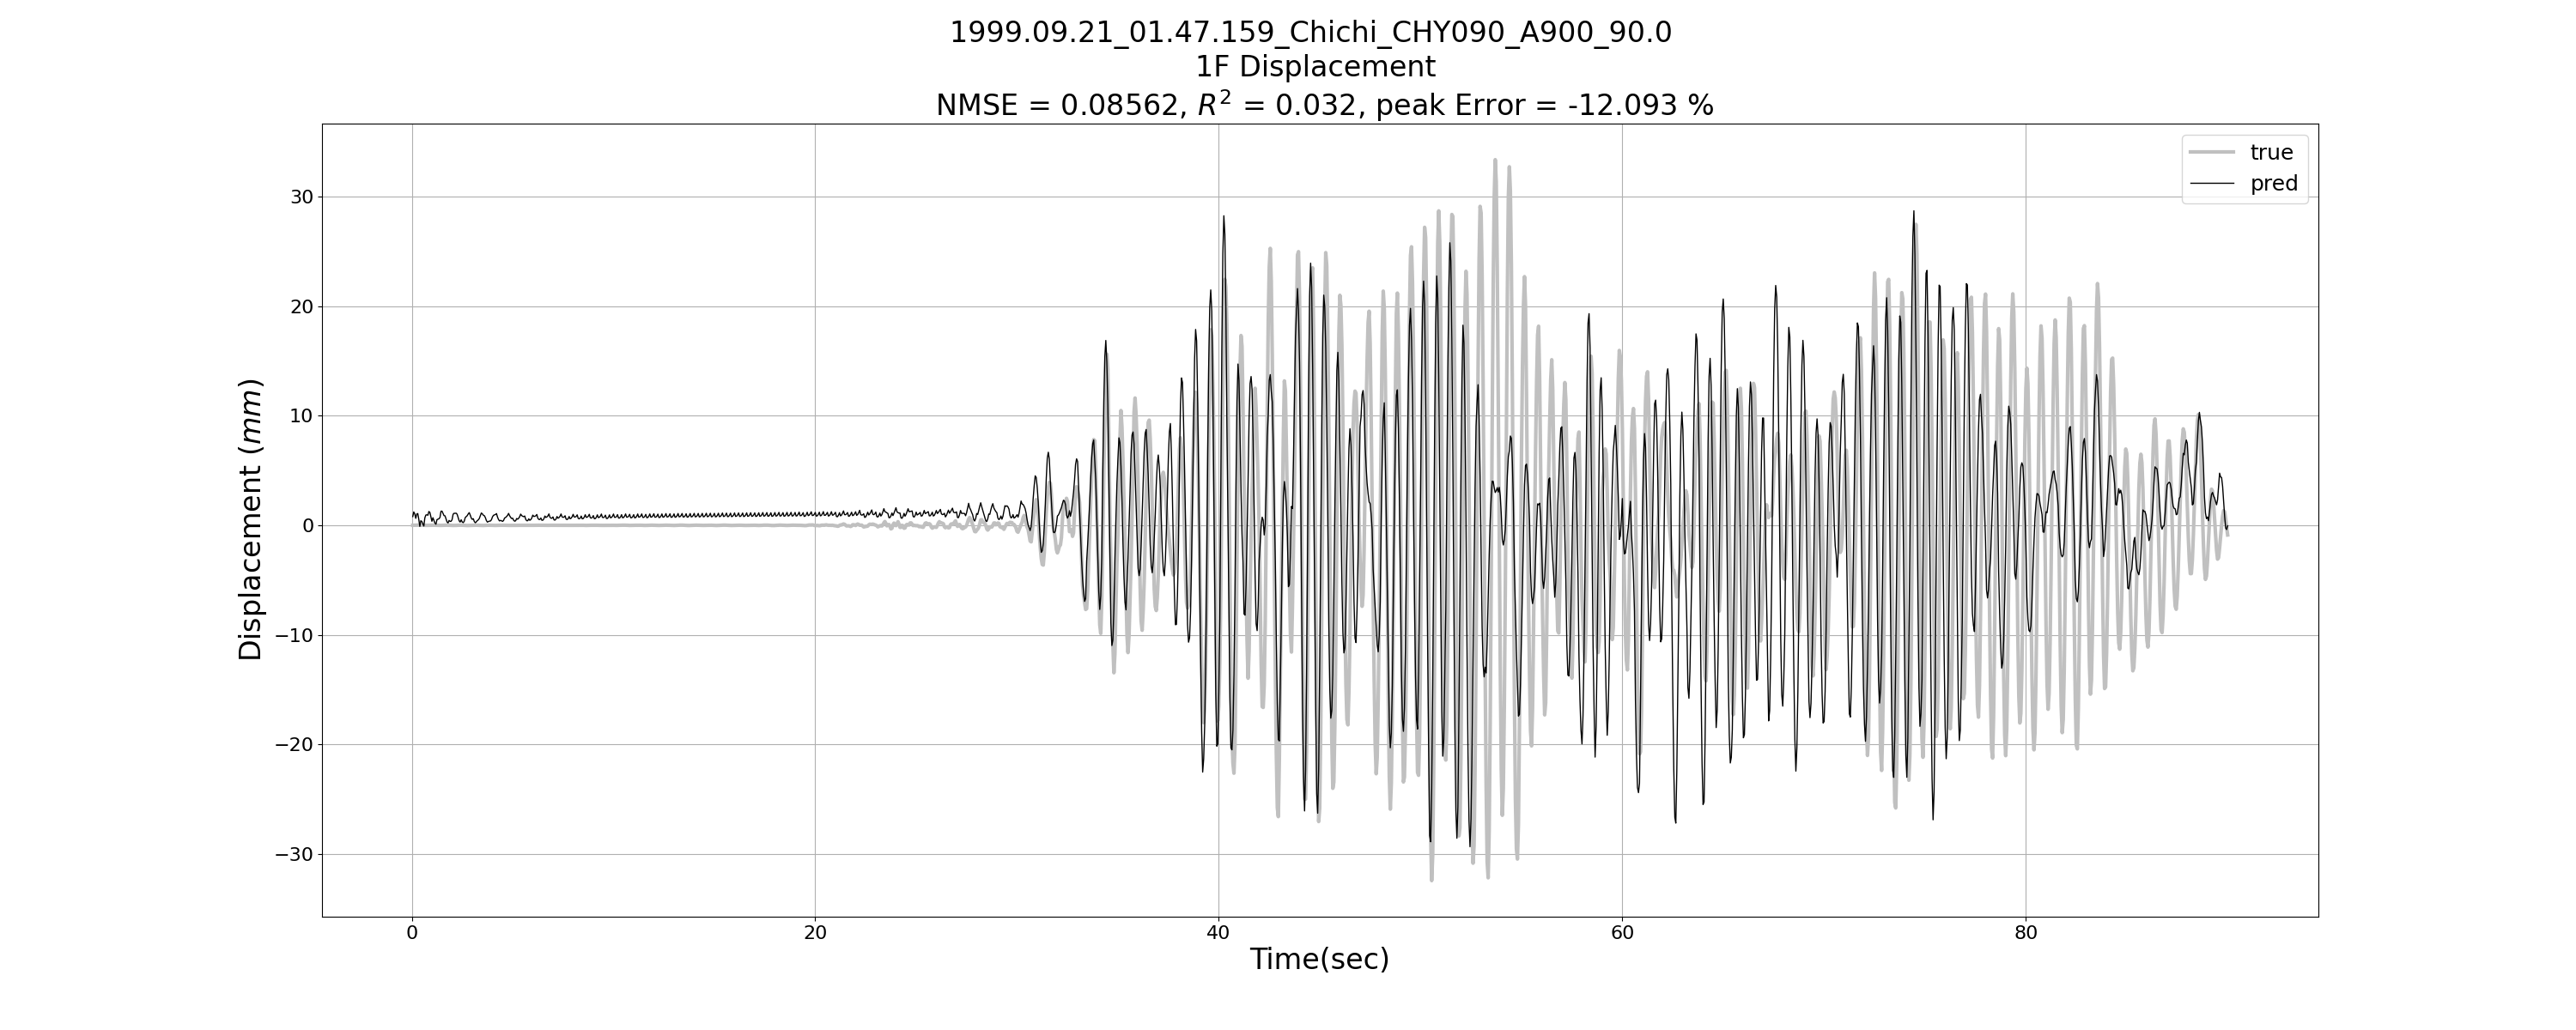 1999.09.21_01.47.159_Chichi_CHY090_A900_90.0
1F Displacement
NMSE = 0.08562, R² = 0.032, peak Error = -12.093 %
true
pred
Displacement (mm)
30
20
10
0
−10
−20
−30
0 20 40 60 80
Time(sec)